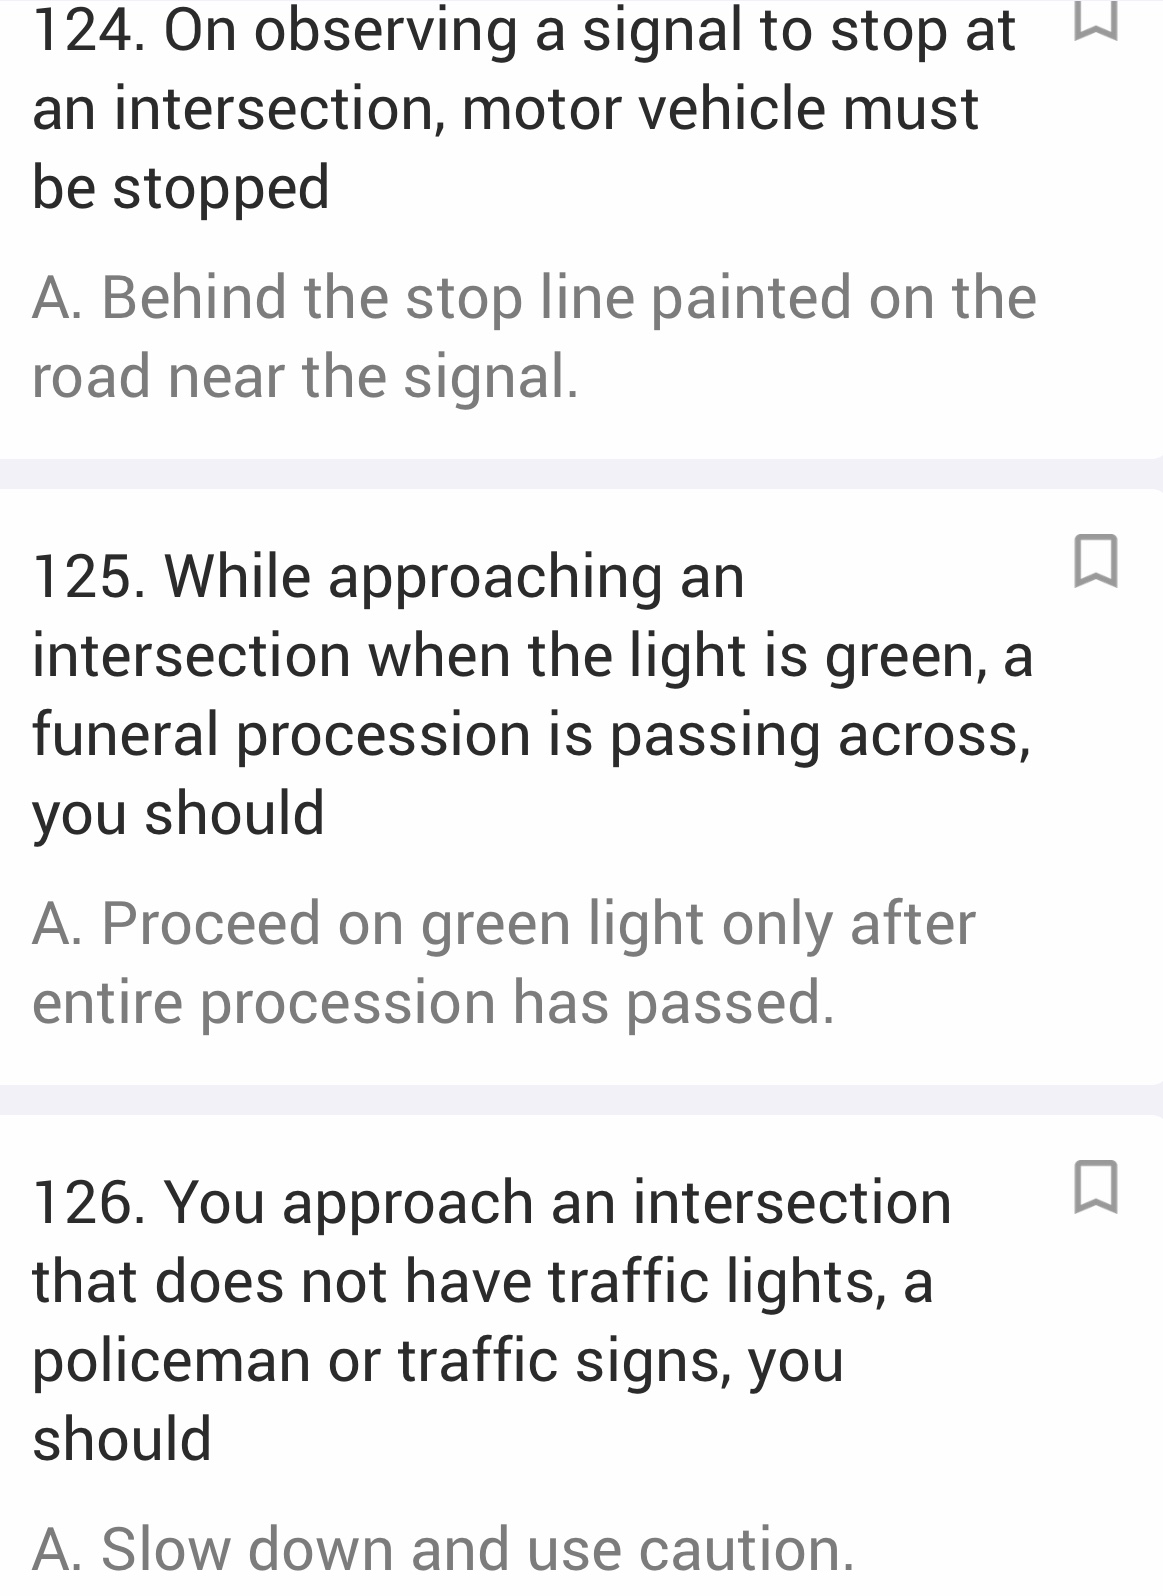 124. On observing a signal to stop at
an intersection, motor vehicle must
be stopped
A. Behind the stop line painted on the
road near the signal.
125. While approaching an
intersection when the light is green, a
funeral procession is passing across,
you should
A. Proceed on green light only after
entire procession has passed.
126. You approach an intersection
that does not have traffic lights, a
policeman or traffic signs, you
should
A. Slow down and use caution.